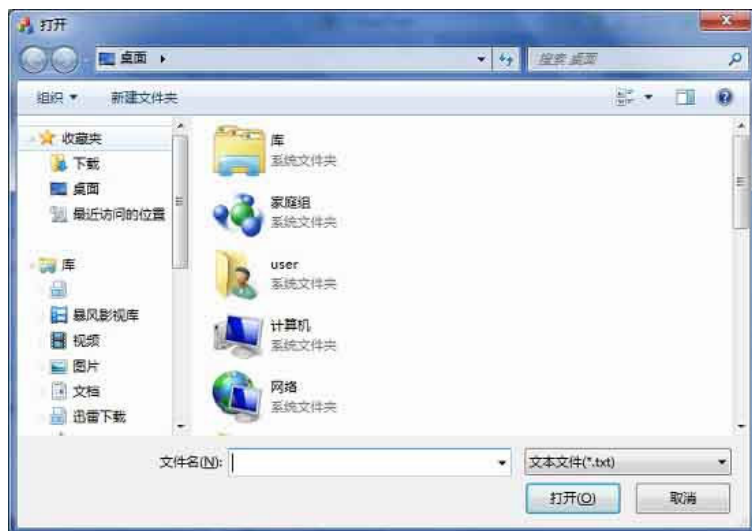 打开
桌面
搜索 桌面
组织
新建文件夹
收藏夹
下载
桌面
最近访问的位置
库
暴风影视库
视频
图片
文档
迅雷下载
库
系统文件夹
家庭组
系统文件夹
user
系统文件夹
计算机
系统文件夹
网络
系统文件夹
文件名(N):
文本文件(*.txt)
打开(O)
取消